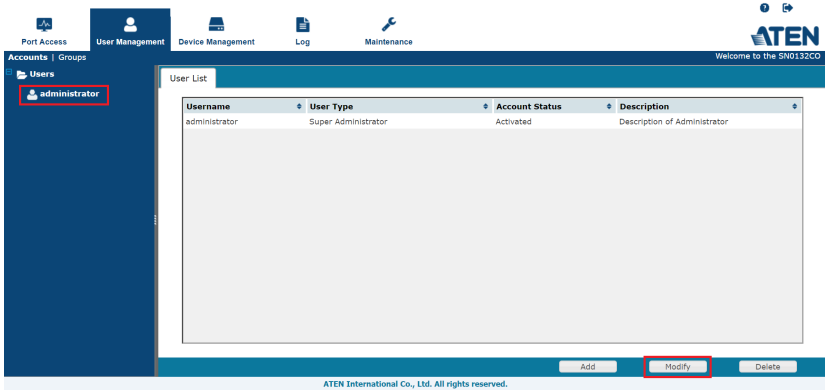 Port Access User Management Device Management Log Maintenance
ATEN
Accounts | Groups Welcome to the SN0132CO
Users
administrator
User List
Username User Type Account Status Description
administrator Super Administrator Activated Description of Administrator
Add Modify Delete
ATEN International Co., Ltd. All rights reserved.